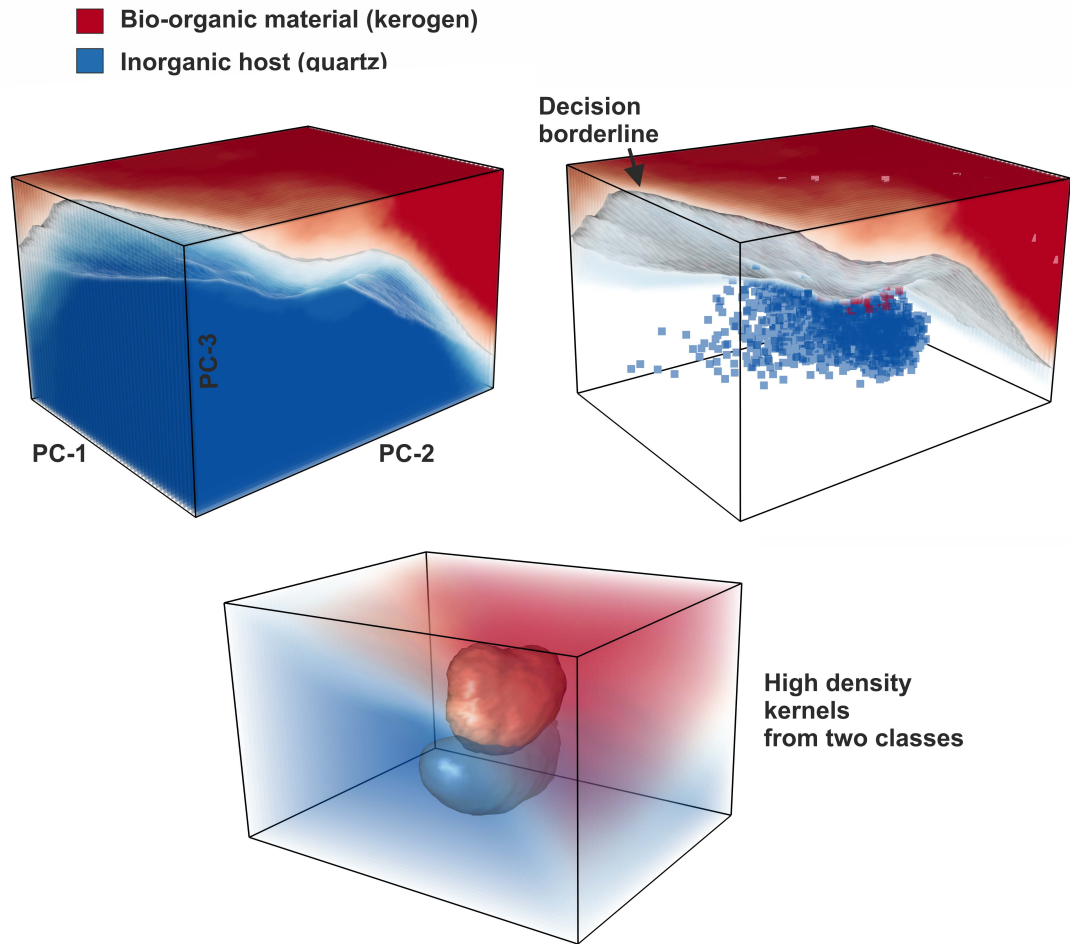 Bio-organic material (kerogen)
Inorganic host (quartz)
Decision
borderline
PC-3
PC-1
PC-2
High density
kernels
from two classes